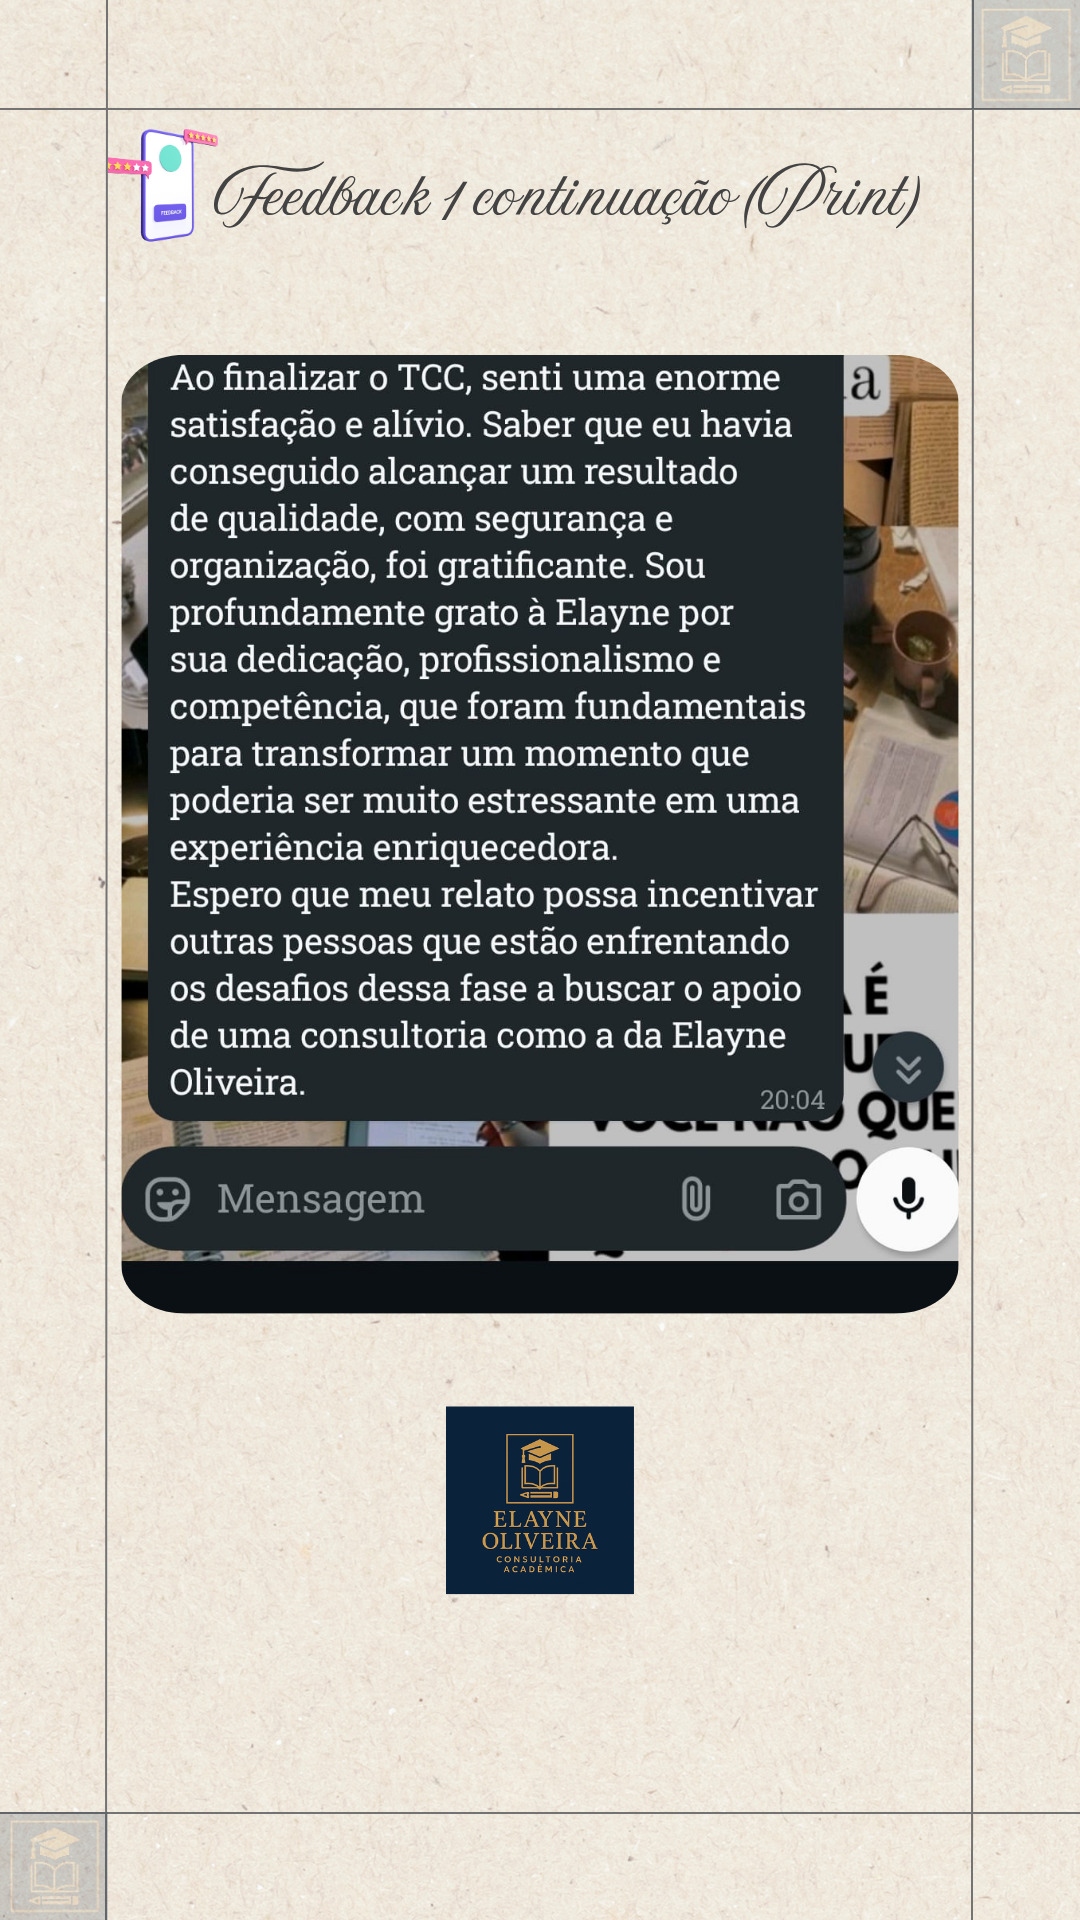 FEEDBACK
Feedback 1 continuação (Print)
a
Ao finalizar o TCC, senti uma enorme
satisfação e alívio. Saber que eu havia
conseguido alcançar um resultado
de qualidade, com segurança e
organização, foi gratificante. Sou
profundamente grato à Elayne por
sua dedicação, profissionalismo e
competência, que foram fundamentais
para transformar um momento que
poderia ser muito estressante em uma
experiência enriquecedora.
Espero que meu relato possa incentivar
outras pessoas que estão enfrentando
os desafios dessa fase a buscar o apoio
de uma consultoria como a da Elayne
Oliveira.
20:04
A É
VOCÊ NÃO QUE
Mensagem
ELAYNE
OLIVEIRA
CONSULTORIA
ACADÊMICA